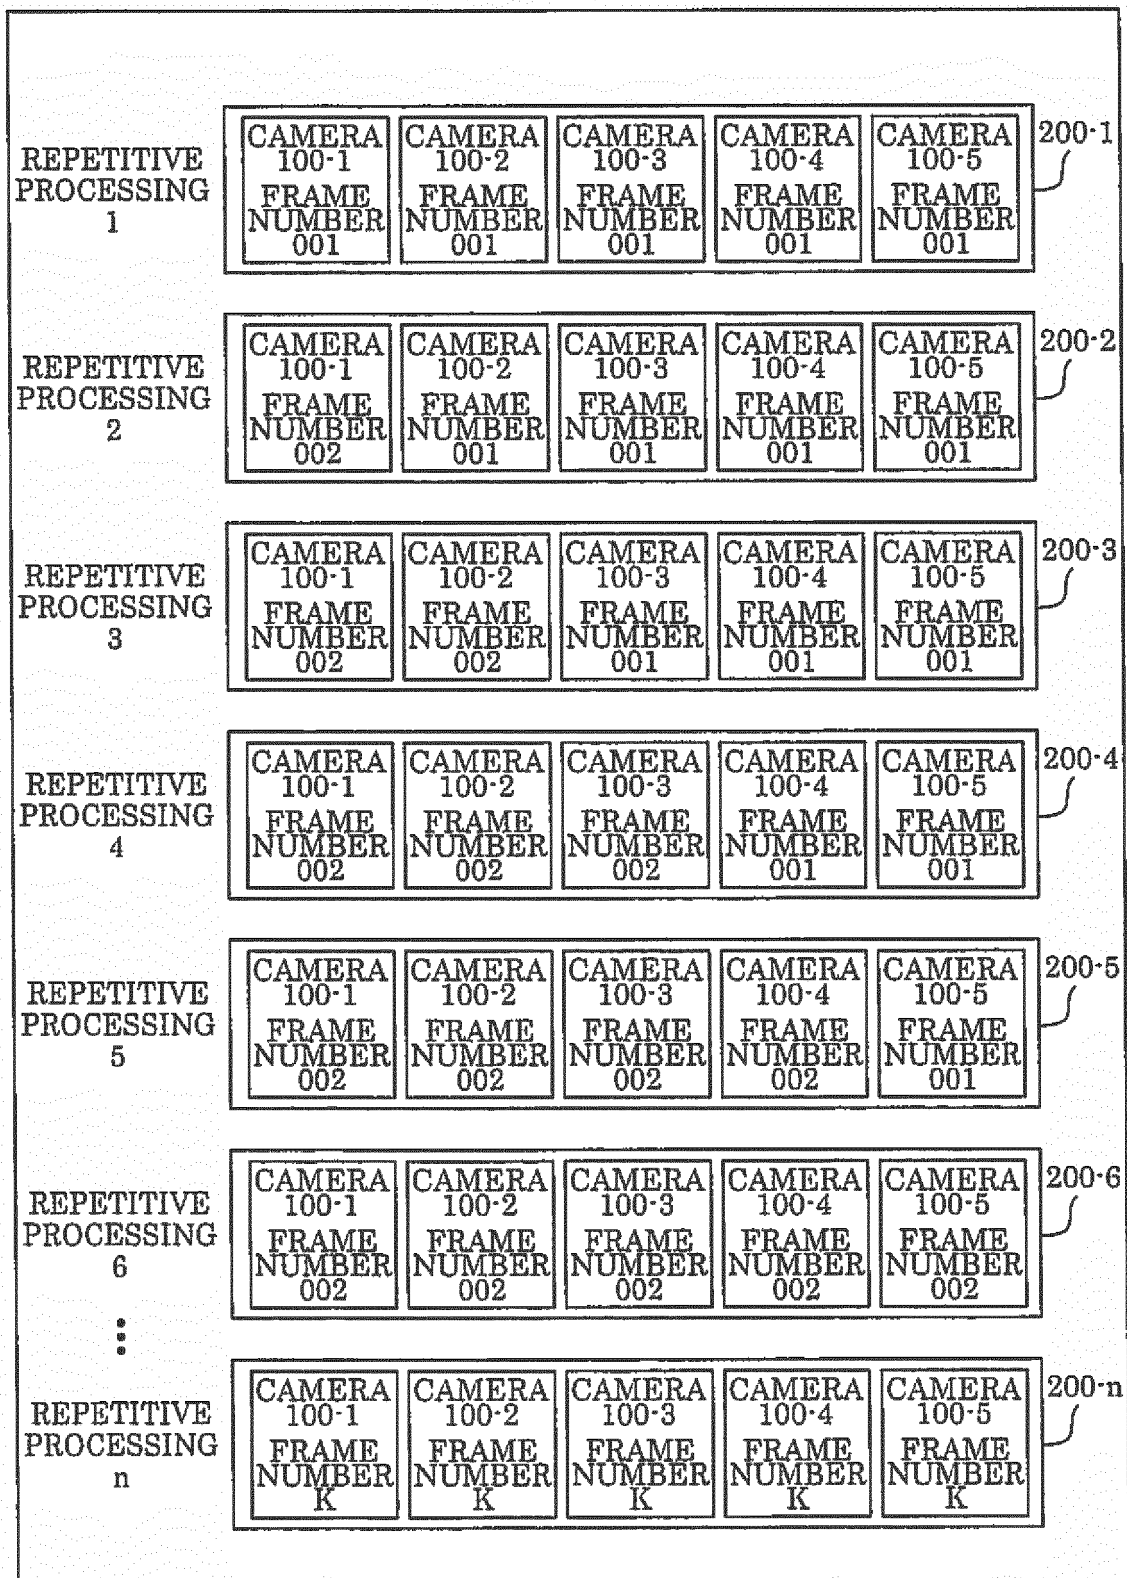 REPETITIVE
PROCESSING
1
CAMERA
100-1
FRAME
NUMBER
001
CAMERA
100-2
FRAME
NUMBER
001
CAMERA
100-3
FRAME
NUMBER
001
CAMERA
100-4
FRAME
NUMBER
001
CAMERA
100-5
FRAME
NUMBER
001
200-1
REPETITIVE
PROCESSING
2
CAMERA
100-1
FRAME
NUMBER
002
CAMERA
100-2
FRAME
NUMBER
001
CAMERA
100-3
FRAME
NUMBER
001
CAMERA
100-4
FRAME
NUMBER
001
CAMERA
100-5
FRAME
NUMBER
001
200-2
REPETITIVE
PROCESSING
3
CAMERA
100-1
FRAME
NUMBER
002
CAMERA
100-2
FRAME
NUMBER
002
CAMERA
100-3
FRAME
NUMBER
001
CAMERA
100-4
FRAME
NUMBER
001
CAMERA
100-5
FRAME
NUMBER
001
200-3
REPETITIVE
PROCESSING
4
CAMERA
100-1
FRAME
NUMBER
002
CAMERA
100-2
FRAME
NUMBER
002
CAMERA
100-3
FRAME
NUMBER
002
CAMERA
100-4
FRAME
NUMBER
001
CAMERA
100-5
FRAME
NUMBER
001
200-4
REPETITIVE
PROCESSING
5
CAMERA
100-1
FRAME
NUMBER
002
CAMERA
100-2
FRAME
NUMBER
002
CAMERA
100-3
FRAME
NUMBER
002
CAMERA
100-4
FRAME
NUMBER
002
CAMERA
100-5
FRAME
NUMBER
001
200-5
REPETITIVE
PROCESSING
6
CAMERA
100-1
FRAME
NUMBER
002
CAMERA
100-2
FRAME
NUMBER
002
CAMERA
100-3
FRAME
NUMBER
002
CAMERA
100-4
FRAME
NUMBER
002
CAMERA
100-5
FRAME
NUMBER
002
200-6
REPETITIVE
PROCESSING
n
CAMERA
100-1
FRAME
NUMBER
K
CAMERA
100-2
FRAME
NUMBER
K
CAMERA
100-3
FRAME
NUMBER
K
CAMERA
100-4
FRAME
NUMBER
K
CAMERA
100-5
FRAME
NUMBER
K
200-n